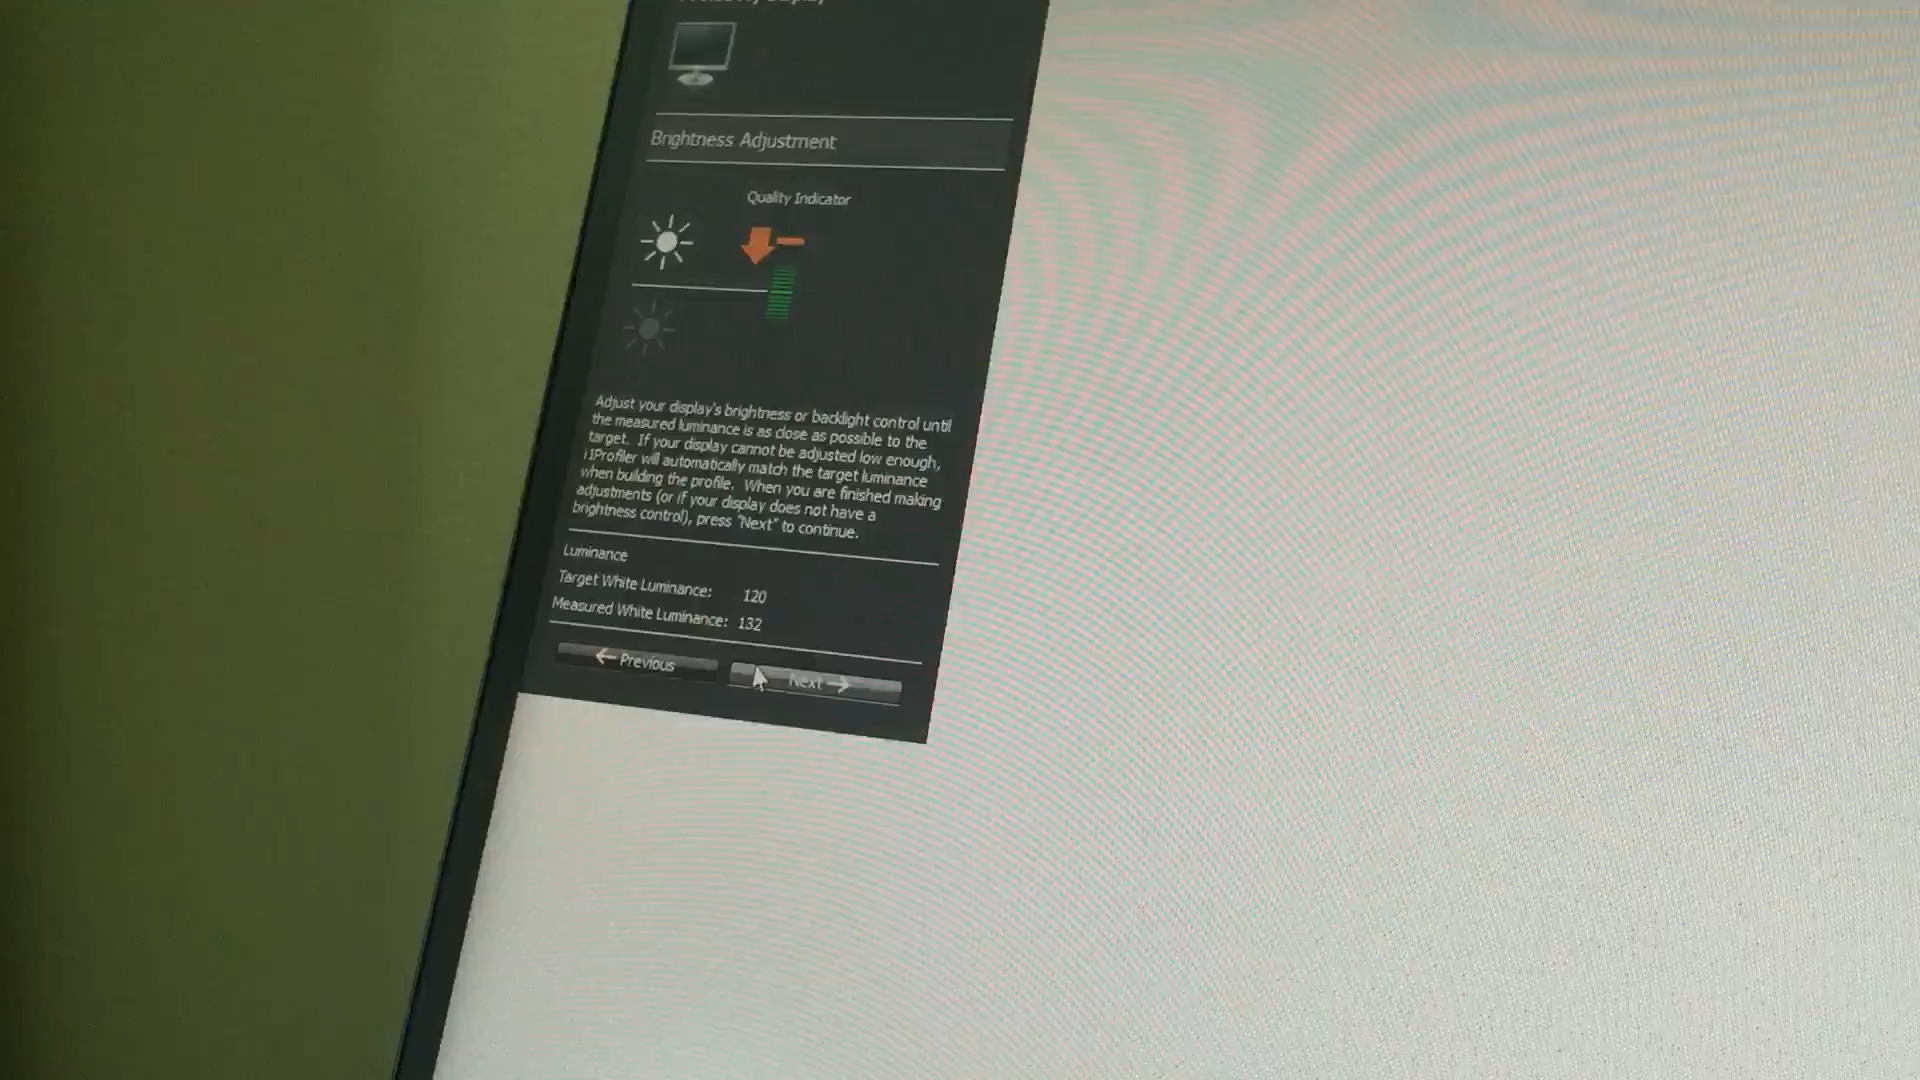 Display
Brightness Adjustment
Quality Indicator
Adjust your display's brightness or backlight control until
the measured luminance is as close as possible to the
target. If your display cannot be adjusted low enough,
i1Profiler will automatically match the target luminance
when building the profile. When you are finished making
adjustments (or if your display does not have a
brightness control), press "Next" to continue.
Luminance
Target White Luminance: 120
Measured White Luminance: 132
Previous
Next